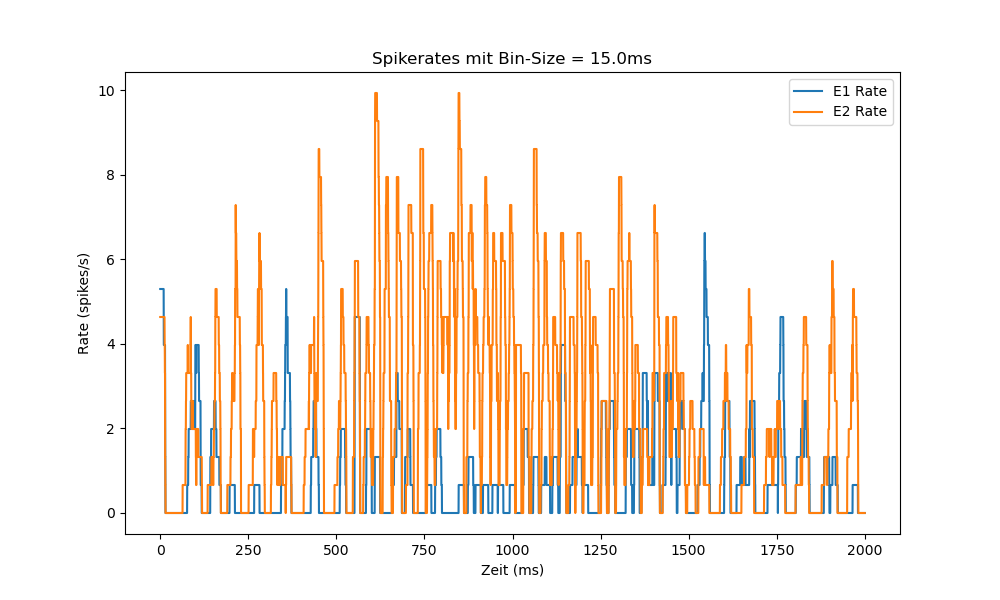 Spikerates mit Bin-Size = 15.0ms
E1 Rate
E2 Rate
10
8
6
4
2
0
Rate (spikes/s)
0 250 500 750 1000 1250 1500 1750 2000
Zeit (ms)